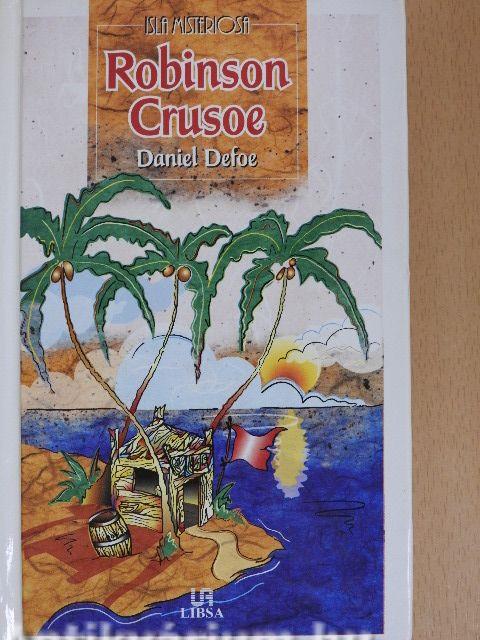 ISLA MISTERIOSA
Robinson
Crusoe
Daniel Defoe
LIBSA